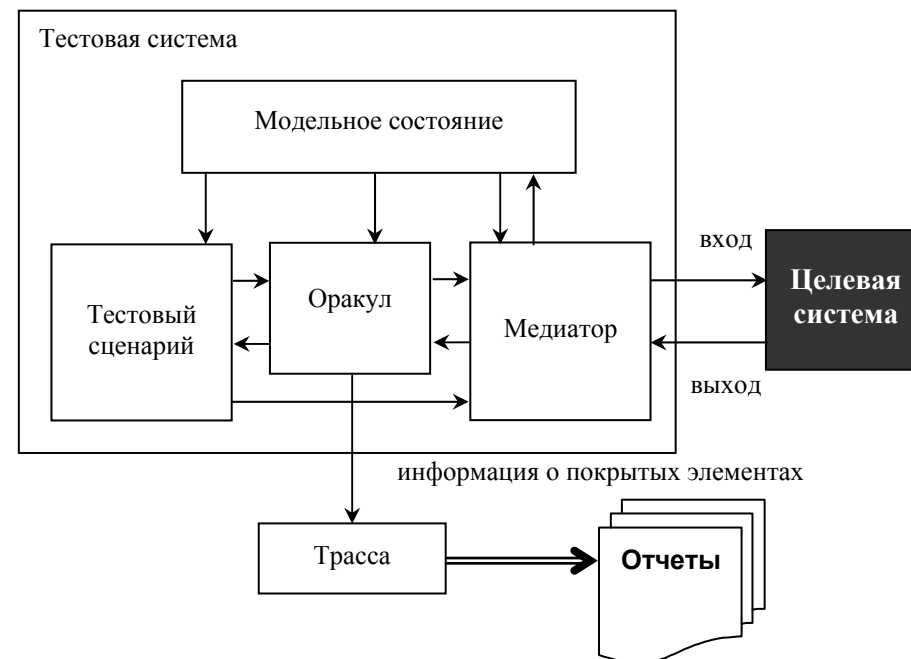 Тестовая система
Модельное состояние
вход
Целевая
система
Оракул
Тестовый
сценарий
Медиатор
выход
информация о покрытых элементах
Трасса
Отчеты